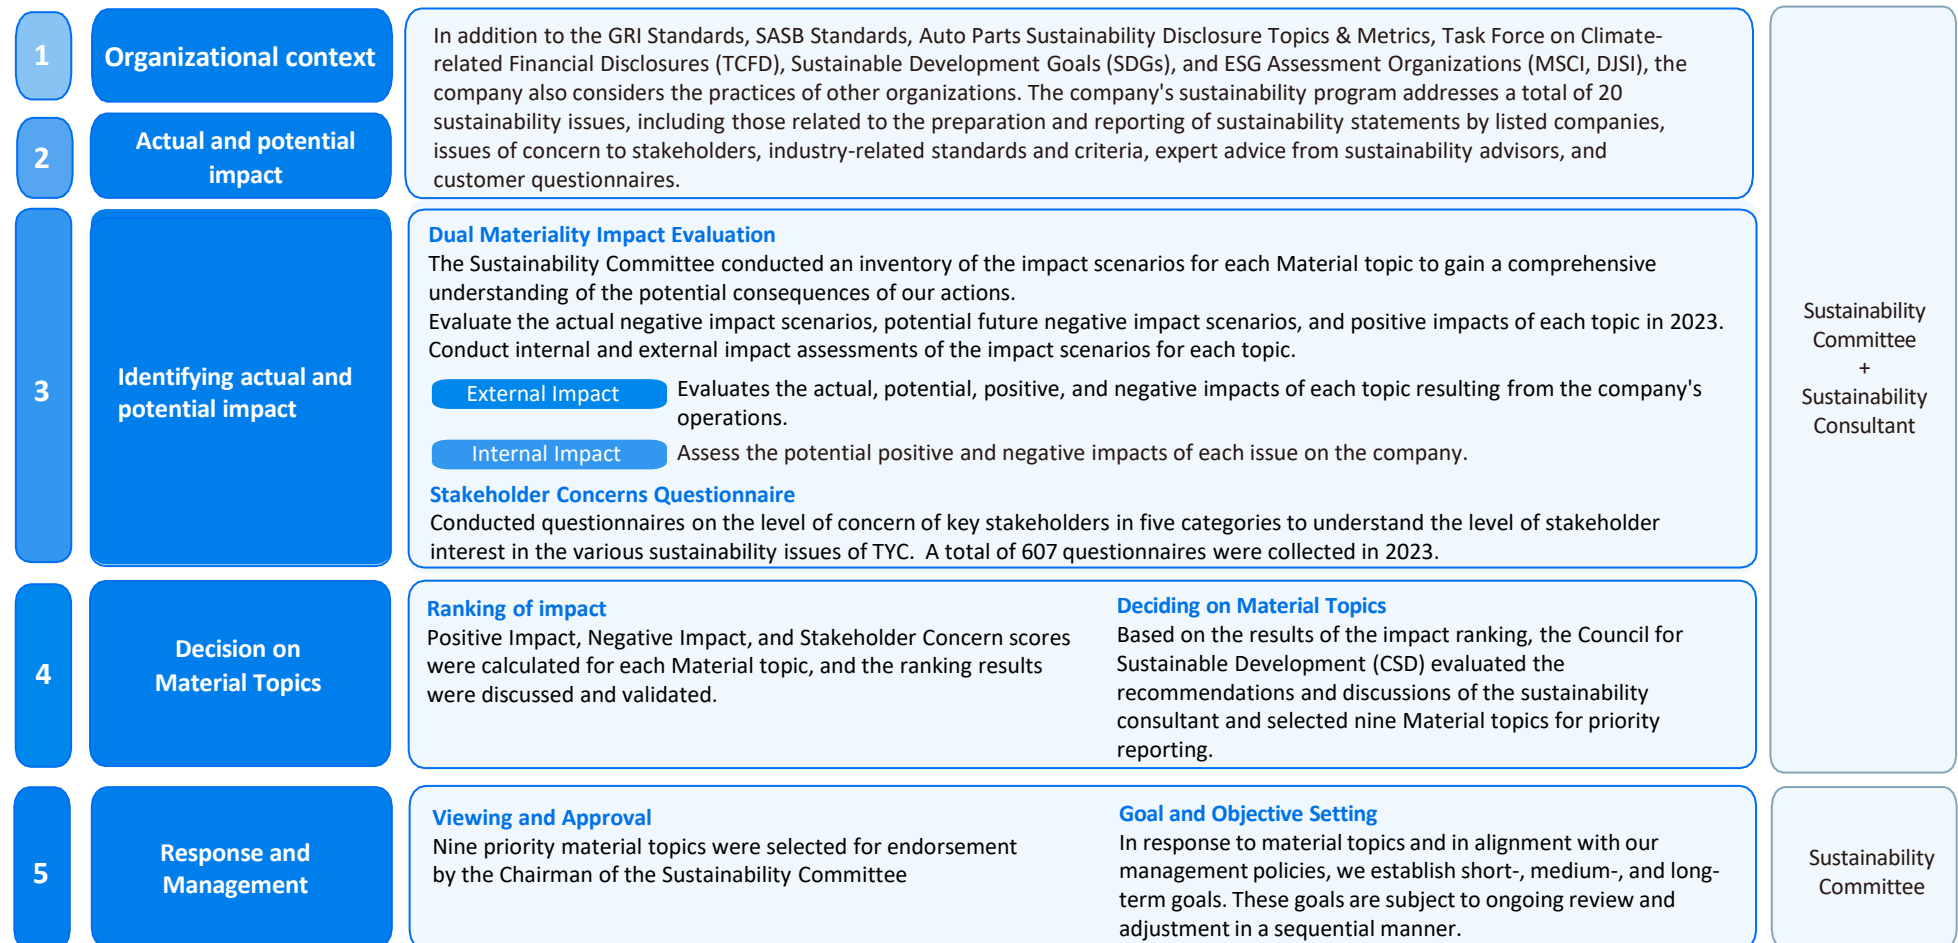 1
Organizational context
2
Actual and potential
impact
In addition to the GRI Standards, SASB Standards, Auto Parts Sustainability Disclosure Topics & Metrics, Task Force on Climate-
related Financial Disclosures (TCFD), Sustainable Development Goals (SDGs), and ESG Assessment Organizations (MSCI, DJSI), the
company also considers the practices of other organizations. The company's sustainability program addresses a total of 20
sustainability issues, including those related to the preparation and reporting of sustainability statements by listed companies,
issues of concern to stakeholders, industry-related standards and criteria, expert advice from sustainability advisors, and
customer questionnaires.
3
Identifying actual and
potential impact
Dual Materiality Impact Evaluation
The Sustainability Committee conducted an inventory of the impact scenarios for each Material topic to gain a comprehensive
understanding of the potential consequences of our actions.
Evaluate the actual negative impact scenarios, potential future negative impact scenarios, and positive impacts of each topic in 2023.
Conduct internal and external impact assessments of the impact scenarios for each topic.
External Impact
Evaluates the actual, potential, positive, and negative impacts of each topic resulting from the company's
operations.
Internal Impact
Assess the potential positive and negative impacts of each issue on the company.
Stakeholder Concerns Questionnaire
Conducted questionnaires on the level of concern of key stakeholders in five categories to understand the level of stakeholder
interest in the various sustainability issues of TYC. A total of 607 questionnaires were collected in 2023.
4
Decision on
Material Topics
Ranking of impact
Positive Impact, Negative Impact, and Stakeholder Concern scores
were calculated for each Material topic, and the ranking results
were discussed and validated.
Deciding on Material Topics
Based on the results of the impact ranking, the Council for
Sustainable Development (CSD) evaluated the
recommendations and discussions of the sustainability
consultant and selected nine Material topics for priority
reporting.
Sustainability
Committee
+
Sustainability
Consultant
5
Response and
Management
Viewing and Approval
Nine priority material topics were selected for endorsement
by the Chairman of the Sustainability Committee
Goal and Objective Setting
In response to material topics and in alignment with our
management policies, we establish short-, medium-, and long-
term goals. These goals are subject to ongoing review and
adjustment in a sequential manner.
Sustainability
Committee